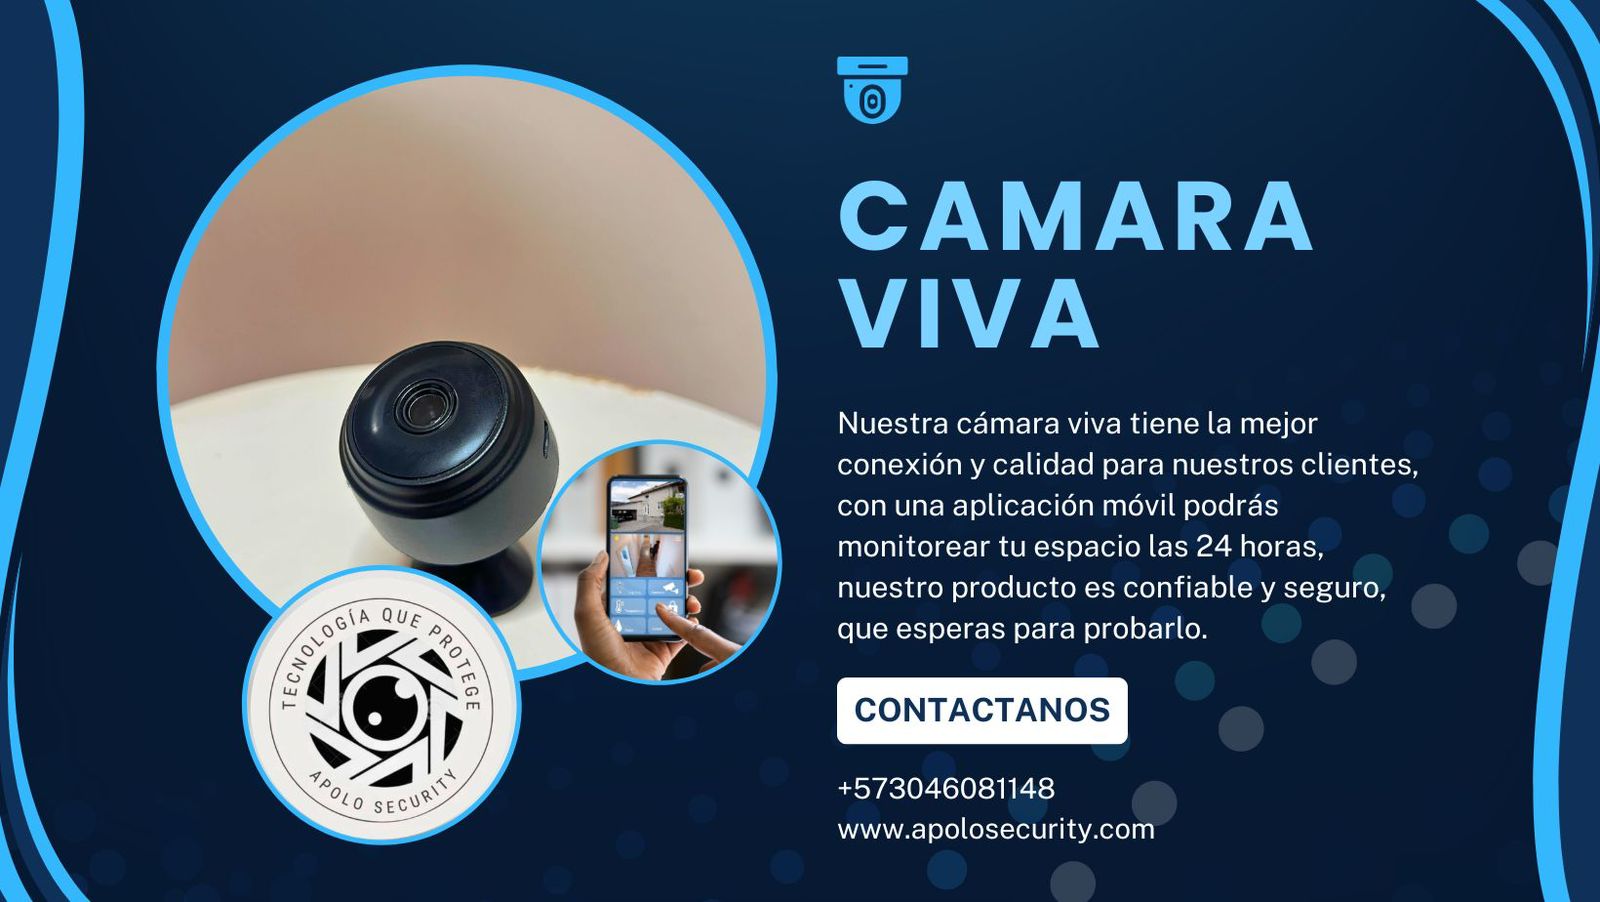 CAMARA
VIVA
Nuestra cámara viva tiene la mejor
conexión y calidad para nuestros clientes,
con una aplicación móvil podrás
monitorear tu espacio las 24 horas,
nuestro producto es confiable y seguro,
que esperas para probarlo.
CONTACTANOS
+573046081148
www.apolosecurity.com
TECNOLOGÍA QUE PROTEGE
APOLO SECURITY